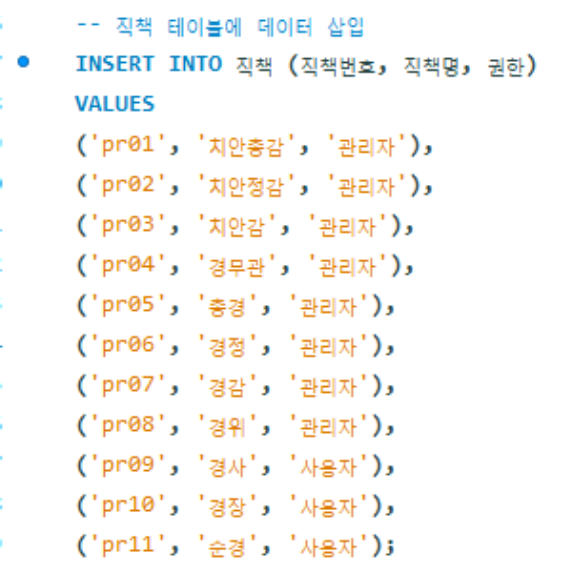 -- 직책 테이블에 데이터 삽입
INSERT INTO 직책 (직책번호, 직책명, 권한)
VALUES
('pr01', '치안총감', '관리자'),
('pr02', '치안정감', '관리자'),
('pr03', '치안감', '관리자'),
('pr04', '경무관', '관리자'),
('pr05', '총경', '관리자'),
('pr06', '경정', '관리자'),
('pr07', '경감', '관리자'),
('pr08', '경위', '관리자'),
('pr09', '경사', '사용자'),
('pr10', '경장', '사용자'),
('pr11', '순경', '사용자');